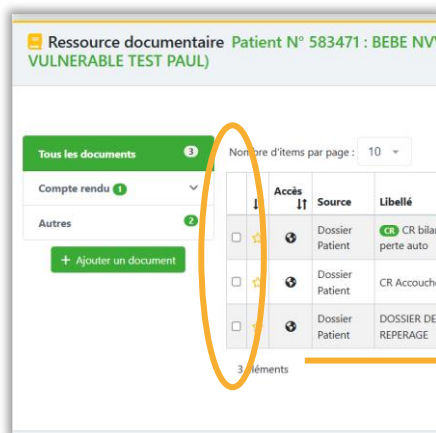 Ressource documentaire Patient N° 583471 : BEBE NVV
VULNERABLE TEST PAUL)
Tous les documents 3
Nombre d'items par page : 10
Compte rendu 1
Accès
Source
Libellé
Autres 2
+ Ajouter un document
Dossier
Patient
CR CR bilan
perte auto
Dossier
Patient
CR Accouche
Dossier
Patient
DOSSIER DE
REPERAGE
3 éléments